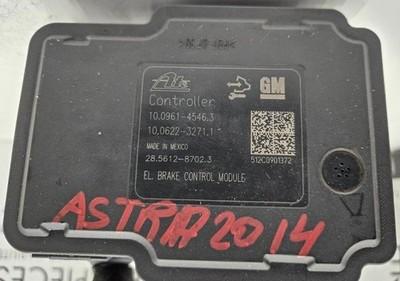 Ate
GM
Controller
10.0961-4546.3
10.0622-3271.1
MADE IN MEXICO
28.5612-8702.3
512C0901372
EL. BRAKE CONTROL MODULE
ASTRA 2014